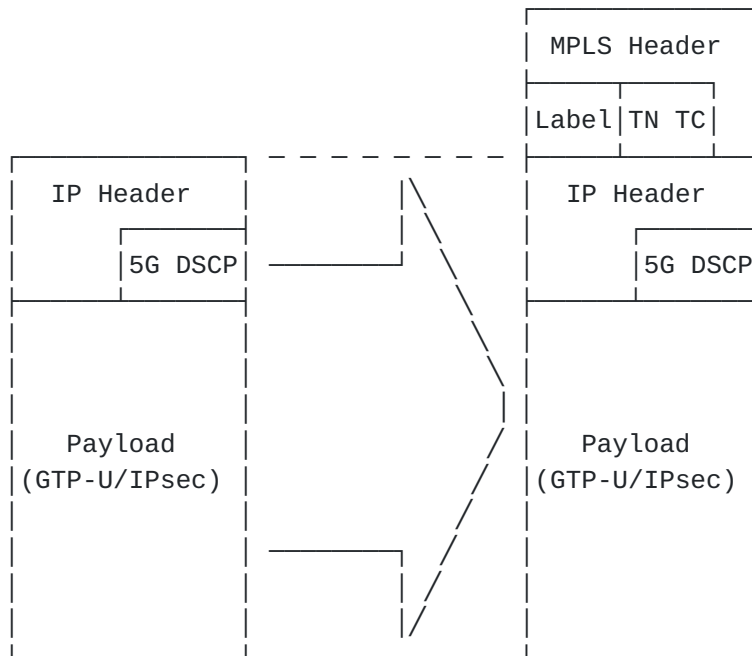 MPLS Header
Label TN TC
IP Header IP Header
5G DSCP 5G DSCP
Payload Payload
(GTP-U/IPsec) (GTP-U/IPsec)